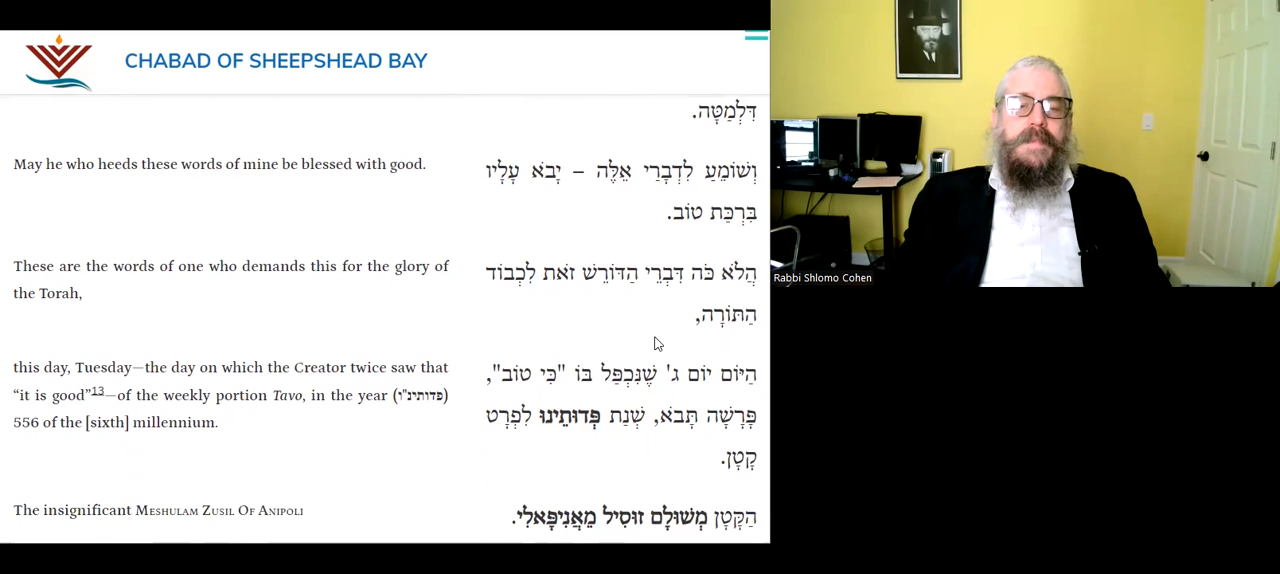 CHABAD OF SHEEPSHEAD BAY
דִּלְמַטָּה.
May he who heeds these words of mine be blessed with good.
וְשׁוֹמֵעַ לִדְבָרַי אֵלֶּה – יָבֹא עָלָיו
בִּרְכַּת טוֹב.
These are the words of one who demands this for the glory of
the Torah,
הֲלֹא כֹּה דִּבְרֵי הַדּוֹרֵשׁ זֹאת לִכְבוֹד
הַתּוֹרָה,
this day, Tuesday—the day on which the Creator twice saw that
“it is good”13—of the weekly portion Tavo, in the year (פדותינ"ו)
556 of the [sixth] millennium.
הַיּוֹם יוֹם ג' שֶׁנִּכְפַּל בּוֹ "כִּי טוֹב",
פָּרָשָׁה תָּבֹא, שְׁנַת פְּדוּתֵינוּ לִפְרָט
קָטָן.
The insignificant Meshulam Zusil Of Anipoli
הַקָּטָן מְשׁוּלָּם זוּסִיל מֵאֲנִיפָּאלִי.
Rabbi Shlomo Cohen